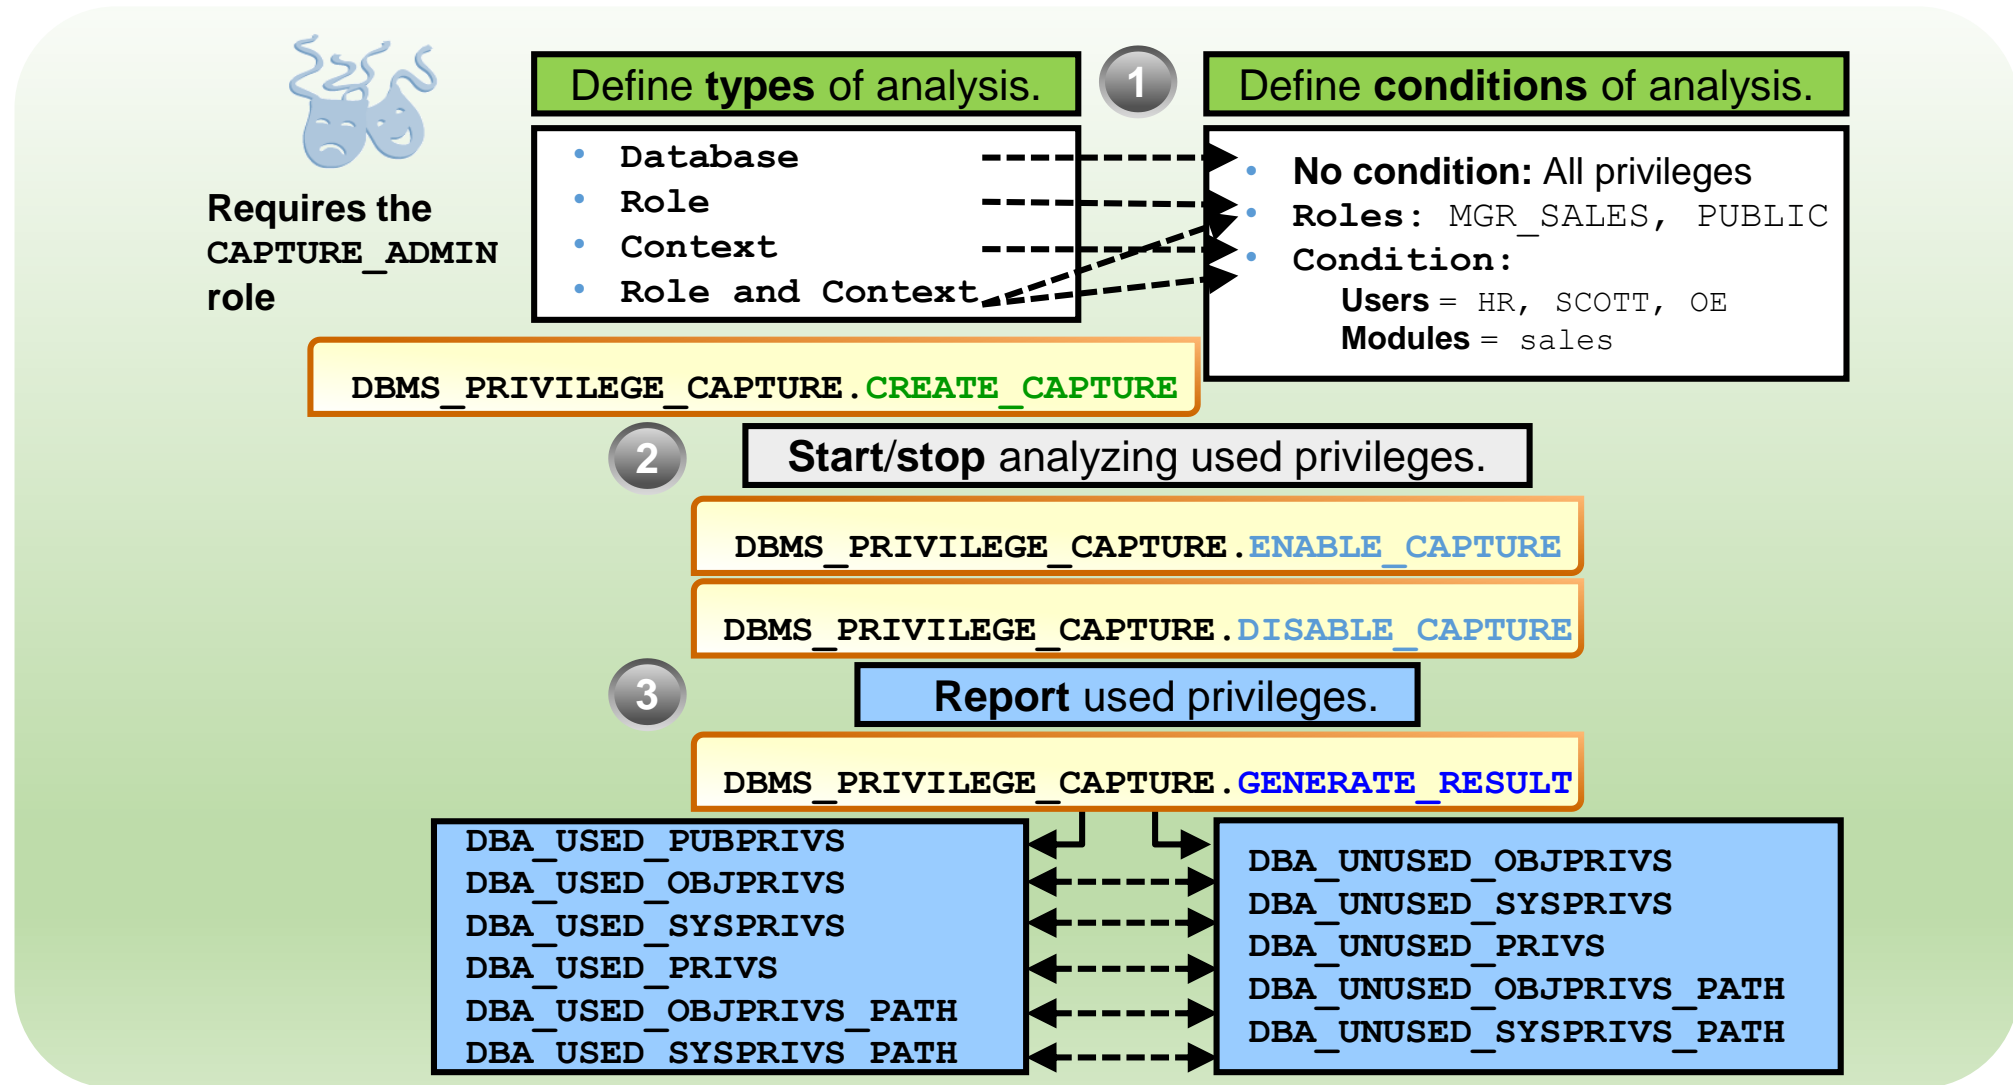 Requires the
CAPTURE_ADMIN
role
Define types of analysis.
1
Define conditions of analysis.
• Database
• Role
• Context
• Role and Context
• No condition: All privileges
• Roles: MGR_SALES, PUBLIC
• Condition:
Users = HR, SCOTT, OE
Modules = sales
DBMS_PRIVILEGE_CAPTURE.CREATE_CAPTURE
2
Start/stop analyzing used privileges.
DBMS_PRIVILEGE_CAPTURE.ENABLE_CAPTURE
DBMS_PRIVILEGE_CAPTURE.DISABLE_CAPTURE
3
Report used privileges.
DBMS_PRIVILEGE_CAPTURE.GENERATE_RESULT
DBA_USED_PUBPRIVS
DBA_USED_OBJPRIVS
DBA_USED_SYSPRIVS
DBA_USED_PRIVS
DBA_USED_OBJPRIVS_PATH
DBA_USED_SYSPRIVS_PATH
DBA_UNUSED_OBJPRIVS
DBA_UNUSED_SYSPRIVS
DBA_UNUSED_PRIVS
DBA_UNUSED_OBJPRIVS_PATH
DBA_UNUSED_SYSPRIVS_PATH